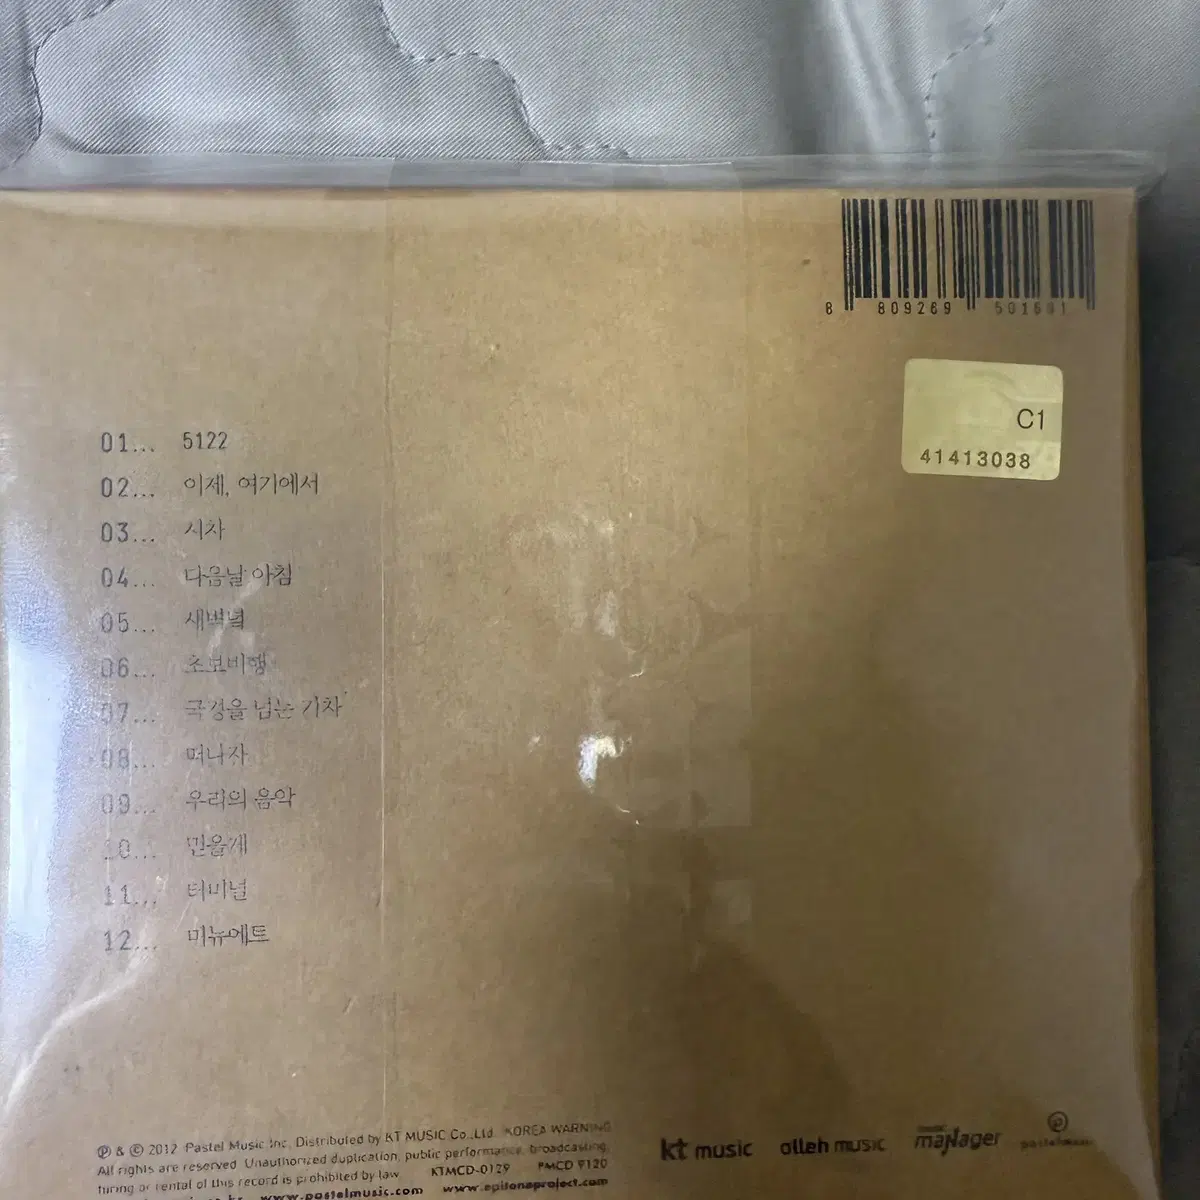 8 809269 501691
C1
41413038
01... 5122
02... 이제, 여기에서
03... 시차
04... 다음날 아침
05... 새벽녘
06... 초보비행
07... 국경을 넘는 기차
08... 떠나자
09... 우리의 음악
10... 믿을게
11... 터미널
12... 미뉴에트
℗ & © 2012 Pastel Music Inc. Distributed by KT MUSIC Co.,Ltd. KOREA WARNING
All rights are reserved. Unauthorized duplication, public performance, broadcasting,
hiring or rental of this record is prohibited by law KTMCD-0129 PMCD 9120
www.pastelmusic.com www.epitoneproject.com
kt music olleh music music maNager pastelmusic